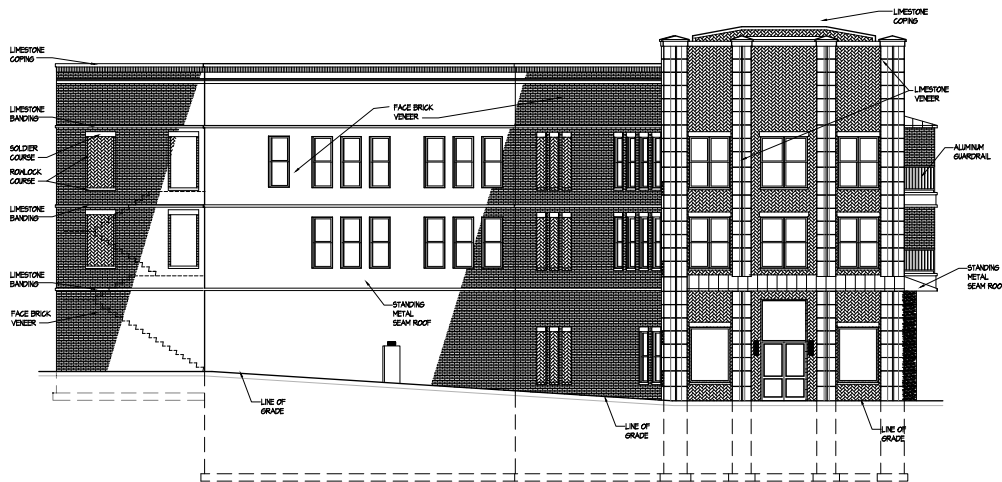 LIMESTONE
COPING
LIMESTONE
COPING
LIMESTONE
VENEER
FACE BRICK
VENEER
LIMESTONE
BANDING
SOLDIER
COURSE
ROWLOCK
COURSE
ALUMINUM
GUARDRAIL
LIMESTONE
BANDING
LIMESTONE
BANDING
STANDING
METAL
SEAM ROO
FACE BRICK
VENEER
STANDING
METAL
SEAM ROOF
LINE OF
GRADE
LINE OF
GRADE
LINE OF
GRADE